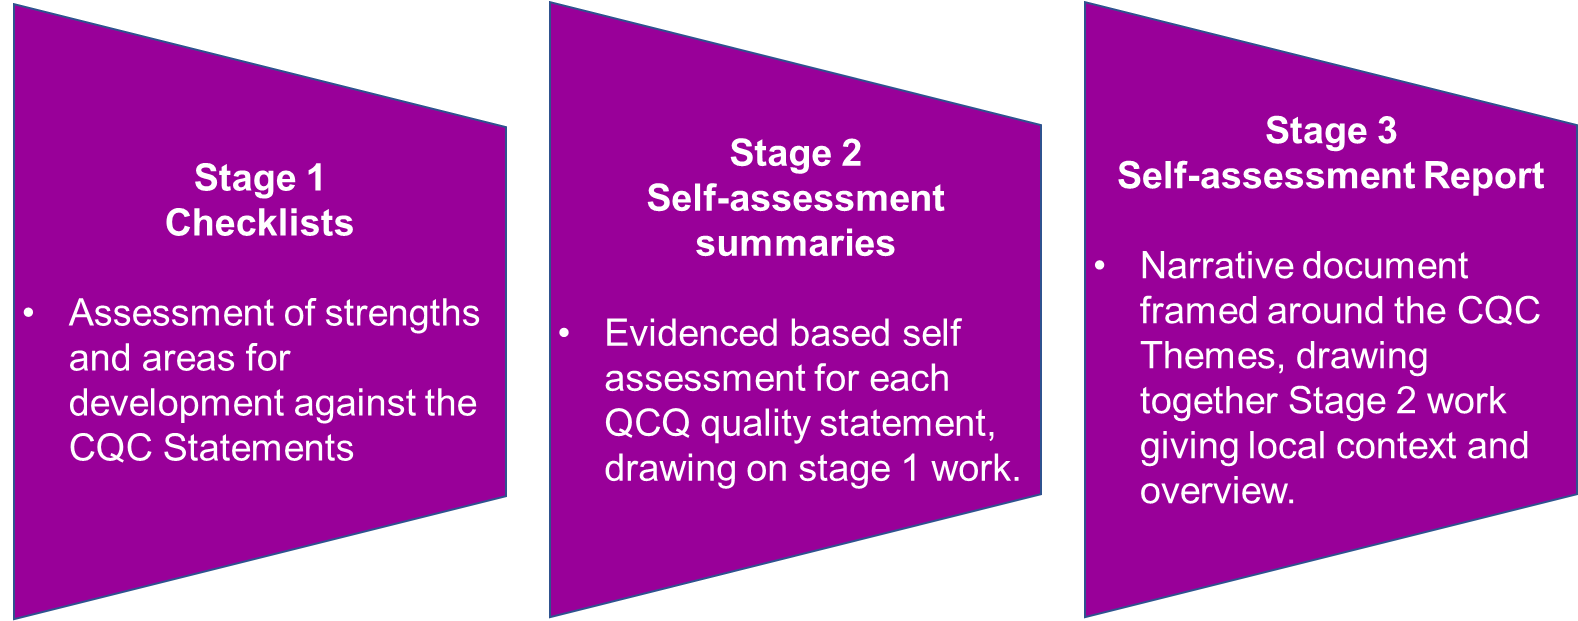 Stage 1
Checklists
• Assessment of strengths
and areas for
development against the
CQC Statements
Stage 2
Self-assessment
summaries
• Evidenced based self
assessment for each
QCQ quality statement,
drawing on stage 1 work.
Stage 3
Self-assessment Report
• Narrative document
framed around the CQC
Themes, drawing
together Stage 2 work
giving local context and
overview.